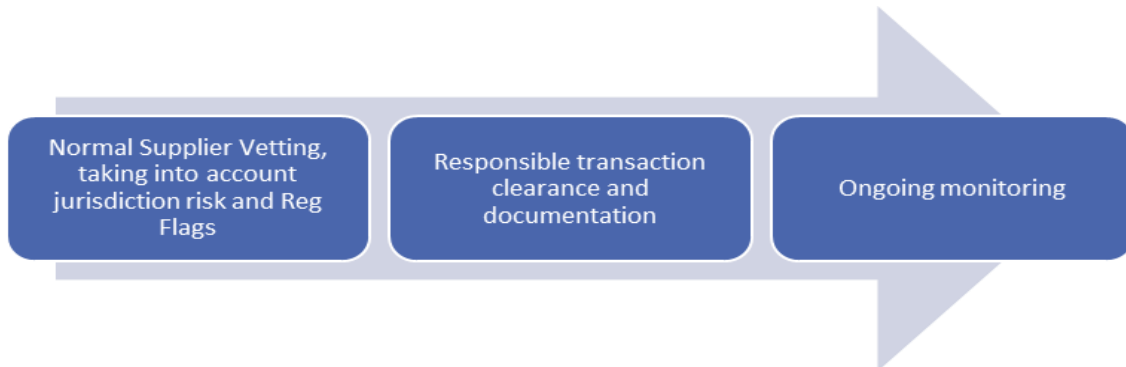 Normal Supplier Vetting,
taking into account
jurisdiction risk and Reg
Flags
Responsible transaction
clearance and
documentation
Ongoing monitoring